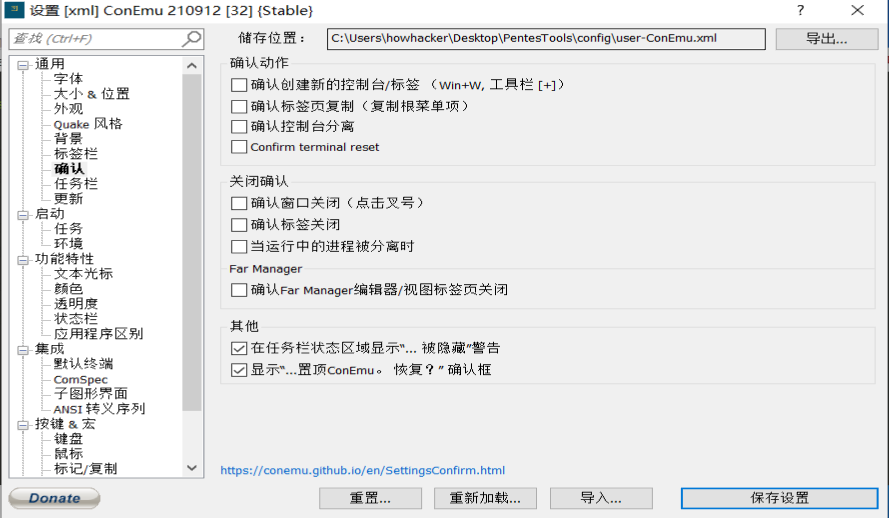 设置 [xml] ConEmu 210912 [32] {Stable}
查找 (Ctrl+F)
储存位置：
C:\Users\howhacker\Desktop\PentesTools\config\user-ConEmu.xml
导出...
通用
字体
大小 & 位置
外观
Quake 风格
背景
标签栏
确认
任务栏
更新
启动
任务
环境
功能特性
文本光标
颜色
透明度
状态栏
应用程序区别
集成
默认终端
ComSpec
子图形界面
ANSI 转义序列
按键 & 宏
键盘
鼠标
标记/复制
确认动作
确认创建新的控制台/标签 （Win+W, 工具栏 [+]）
确认标签页复制（复制根菜单项）
确认控制台分离
Confirm terminal reset
关闭确认
确认窗口关闭（点击叉号）
确认标签关闭
当运行中的进程被分离时
Far Manager
确认Far Manager编辑器/视图标签页关闭
其他
在任务栏状态区域显示“... 被隐藏”警告
显示“...置顶ConEmu。 恢复？” 确认框
https://conemu.github.io/en/SettingsConfirm.html
Donate
重置...
重新加载...
导入...
保存设置